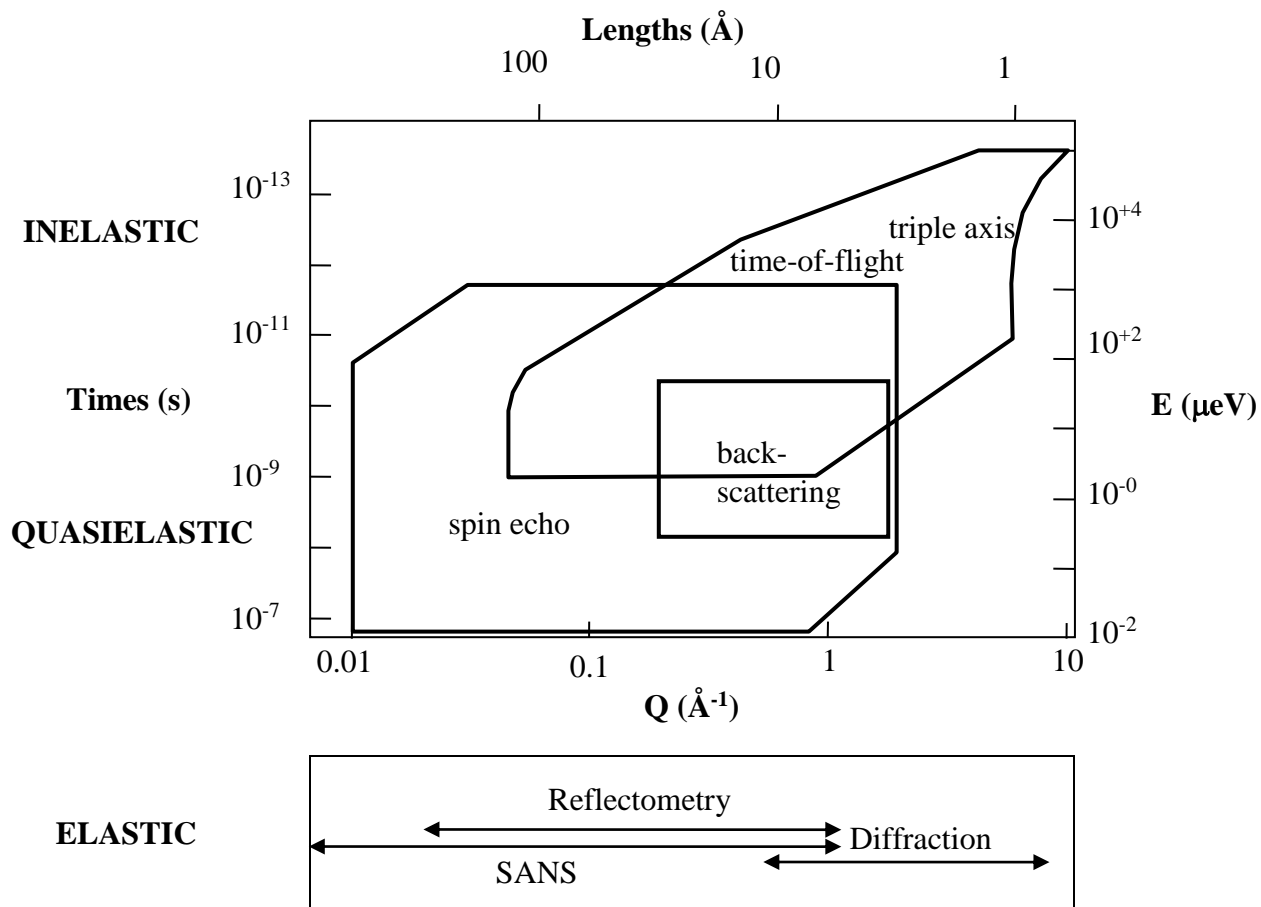 Lengths (Å)
100 10 1
10⁻¹³
INELASTIC
triple axis
10⁺⁴
time-of-flight
10⁻¹¹
10⁺²
Times (s)
E (μeV)
back-
scattering
10⁻⁹
10⁻⁰
spin echo
QUASIELASTIC
10⁻⁷
10⁻²
0.01 0.1 1 10
Q (Å⁻¹)
Reflectometry
ELASTIC
Diffraction
SANS